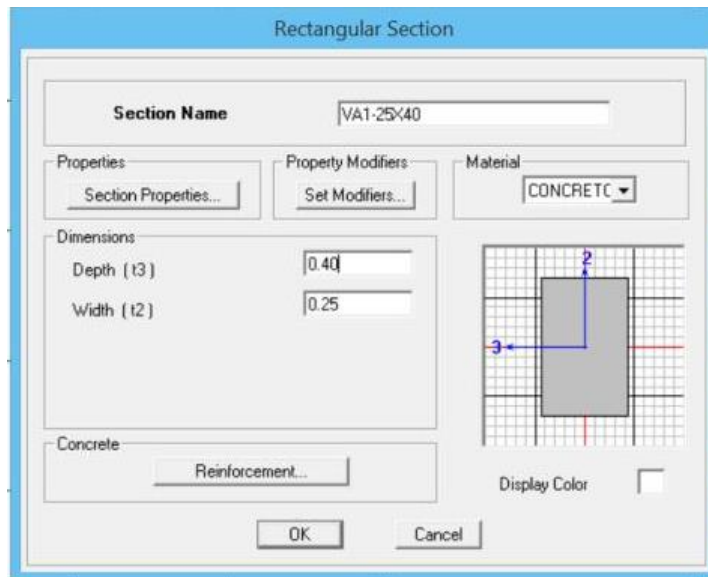 Rectangular Section
Section Name VA1-25X40
Properties
Section Properties...
Property Modifiers
Set Modifiers...
Material
CONCRETC
Dimensions
Depth ( t3 ) 0.40
Width ( t2 ) 0.25
2
3
Concrete
Reinforcement...
Display Color
OK Cancel